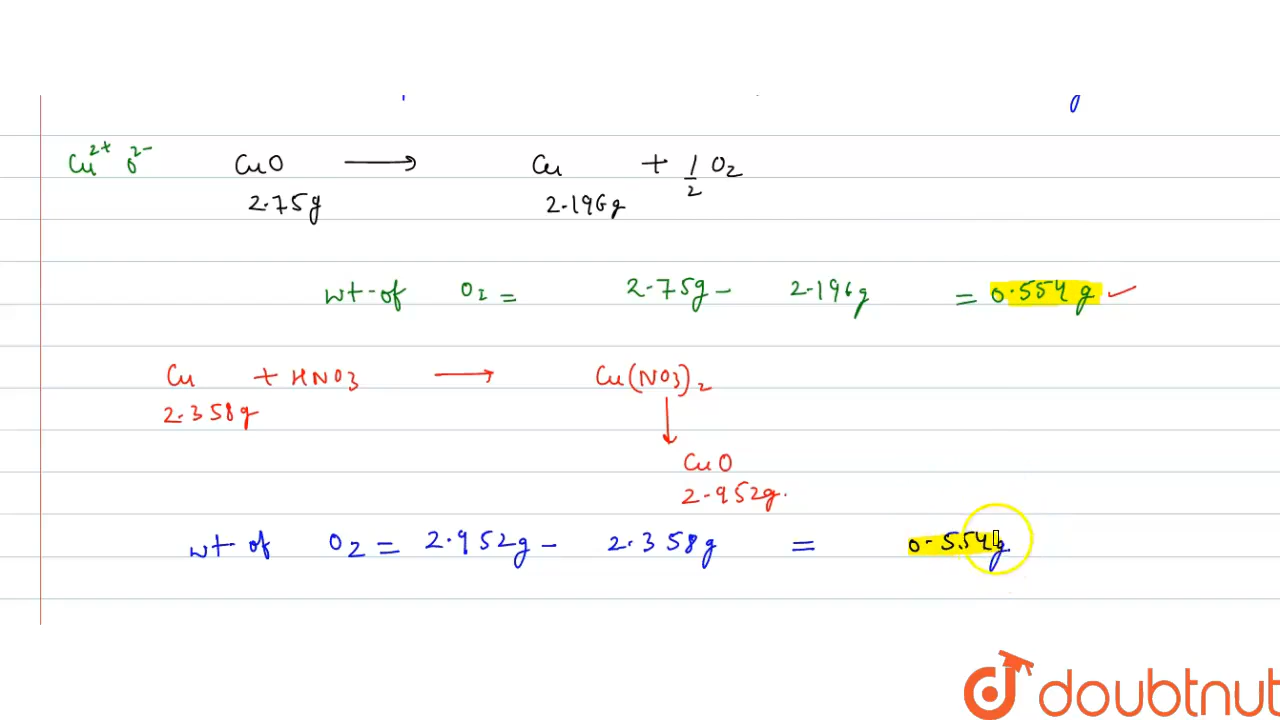 Cu2+ O2- CuO ⟶ Cu + 1/2 O2
2.75g 2.196g
wt-of O2 = 2.75g - 2.196g = 0.554g ✓
Cu + HNO3 ⟶ Cu(NO3)2
2.358g
↓
CuO
2.952g.
wt of O2 = 2.952g - 2.358g = 0.554g
doubtnut